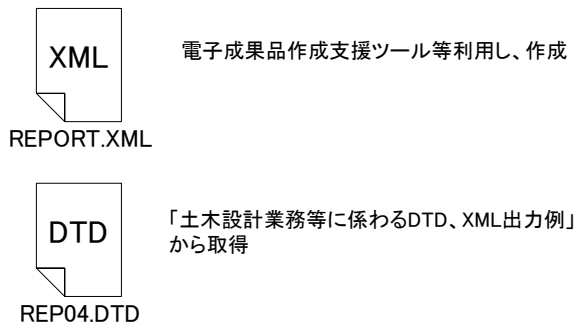 XML
電子成果品作成支援ツール等利用し、作成
REPORT.XML
DTD
「土木設計業務等に係わるDTD、XML出力例」
から取得
REP04.DTD